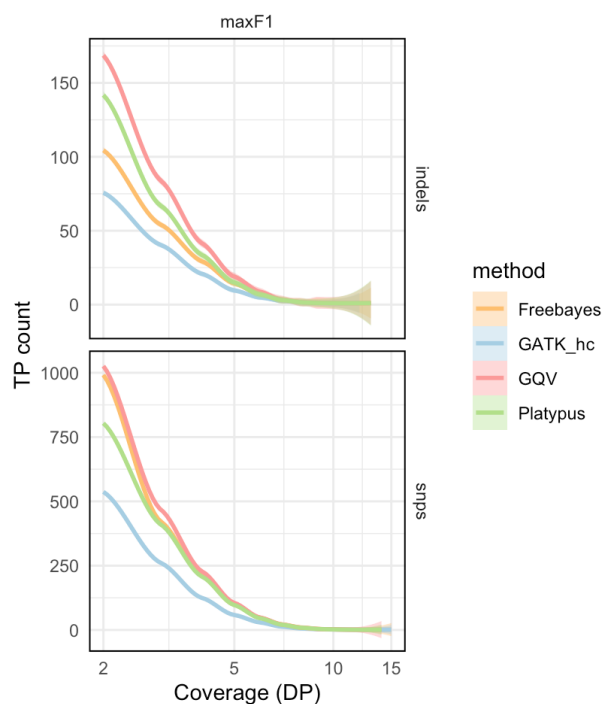 maxF1
TP count
150
100
50
0
indels
1000
750
500
250
0
snps
2
5
10
15
Coverage (DP)
method
Freebayes
GATK_hc
GQV
Platypus